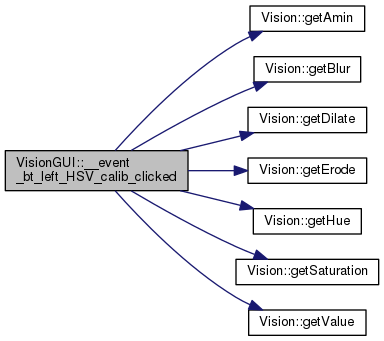 Vision::getAmin
Vision::getBlur
Vision::getDilate
VisionGUI::__event
_bt_left_HSV_calib_clicked
Vision::getErode
Vision::getHue
Vision::getSaturation
Vision::getValue